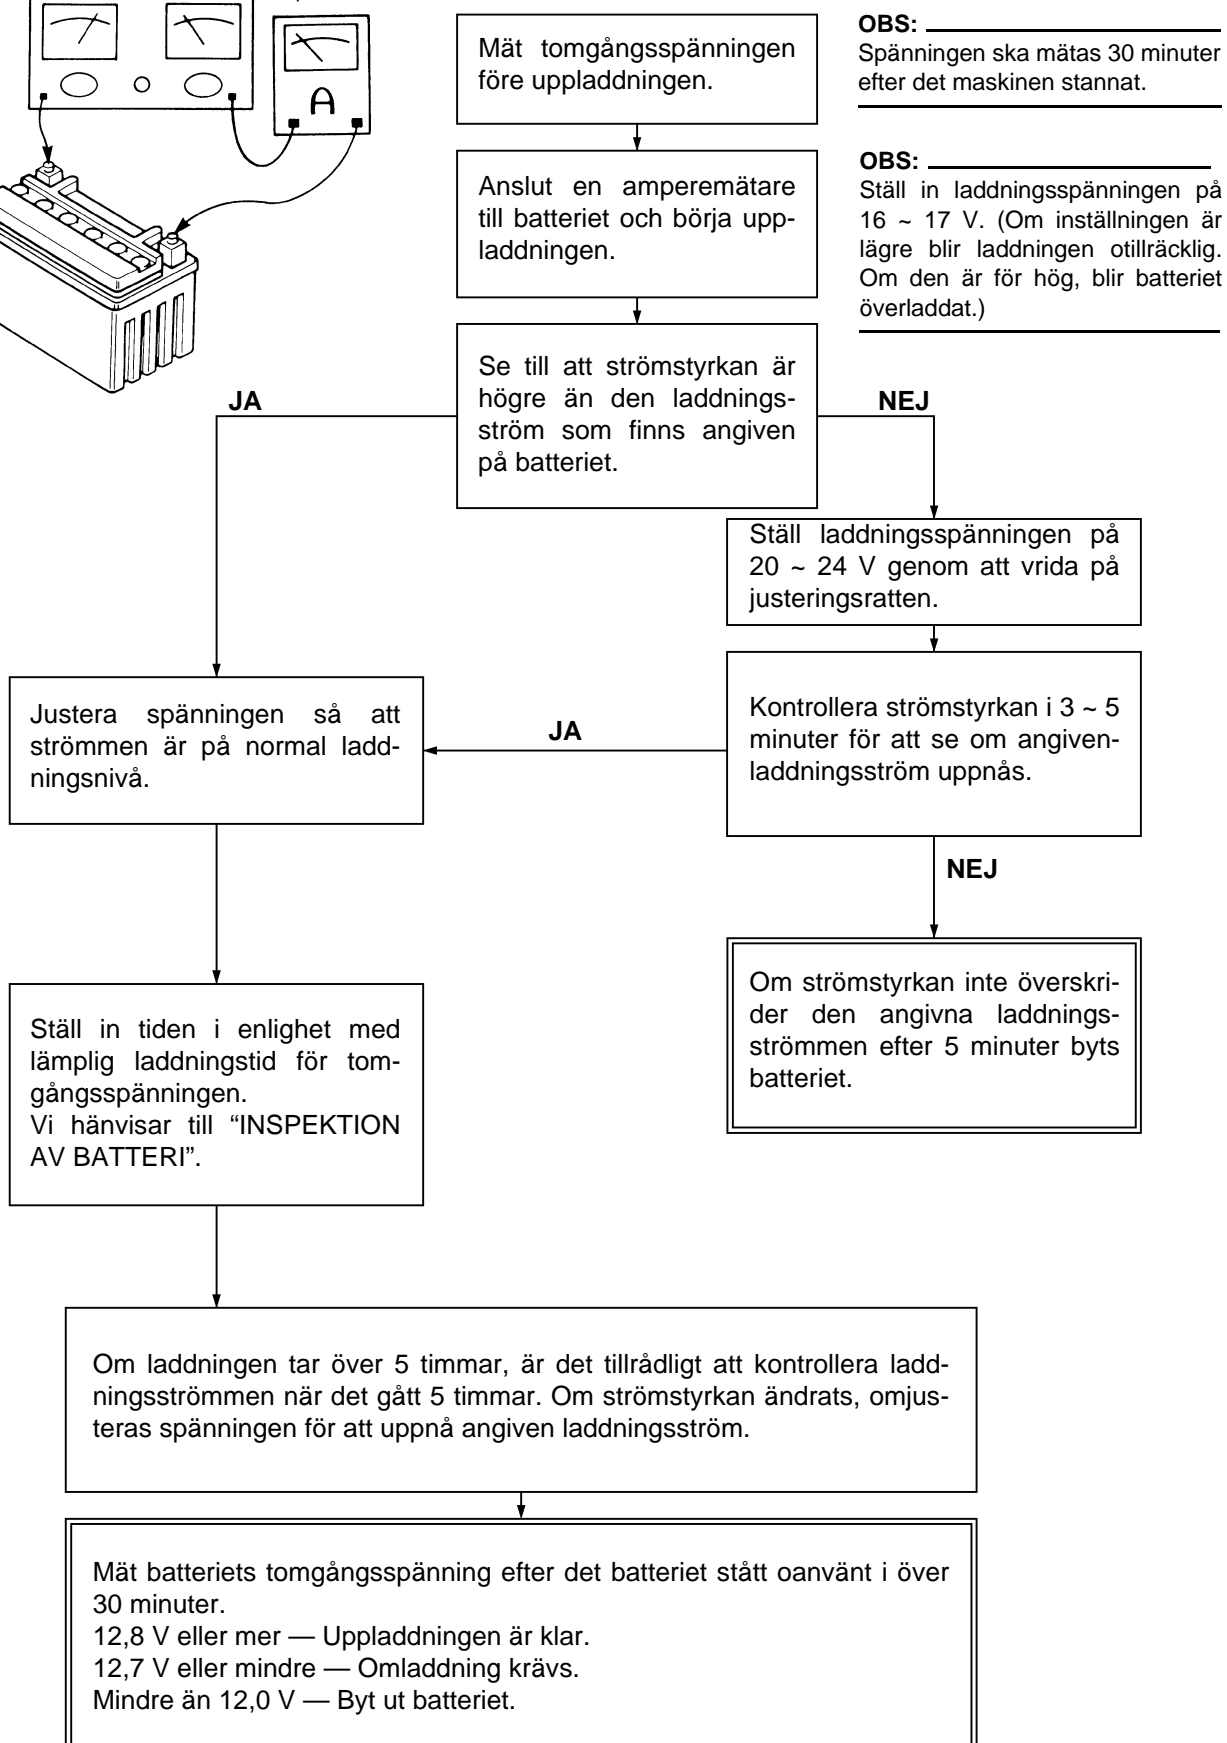 A
Mät tomgångsspänningen
före uppladdningen.
OBS:
Spänningen ska mätas 30 minuter
efter det maskinen stannat.
Anslut en amperemätare
till batteriet och börja upp-
laddningen.
OBS:
Ställ in laddningsspänningen på
16 ~ 17 V. (Om inställningen är
lägre blir laddningen otillräcklig.
Om den är för hög, blir batteriet
överladdat.)
Se till att strömstyrkan är
högre än den laddnings-
ström som finns angiven
på batteriet.
JA
NEJ
Ställ laddningsspänningen på
20 ~ 24 V genom att vrida på
justeringsratten.
Justera spänningen så att
strömmen är på normal ladd-
ningsnivå.
JA
Kontrollera strömstyrkan i 3 ~ 5
minuter för att se om angiven-
laddningsström uppnås.
NEJ
Om strömstyrkan inte överskri-
der den angivna laddnings-
strömmen efter 5 minuter byts
batteriet.
Ställ in tiden i enlighet med
lämplig laddningstid för tom-
gångsspänningen.
Vi hänvisar till “INSPEKTION
AV BATTERI”.
Om laddningen tar över 5 timmar, är det tillrådligt att kontrollera ladd-
ningsströmmen när det gått 5 timmar. Om strömstyrkan ändrats, omjus-
teras spänningen för att uppnå angiven laddningsström.
Mät batteriets tomgångsspänning efter det batteriet stått oanvänt i över
30 minuter.
12,8 V eller mer — Uppladdningen är klar.
12,7 V eller mindre — Omladdning krävs.
Mindre än 12,0 V — Byt ut batteriet.